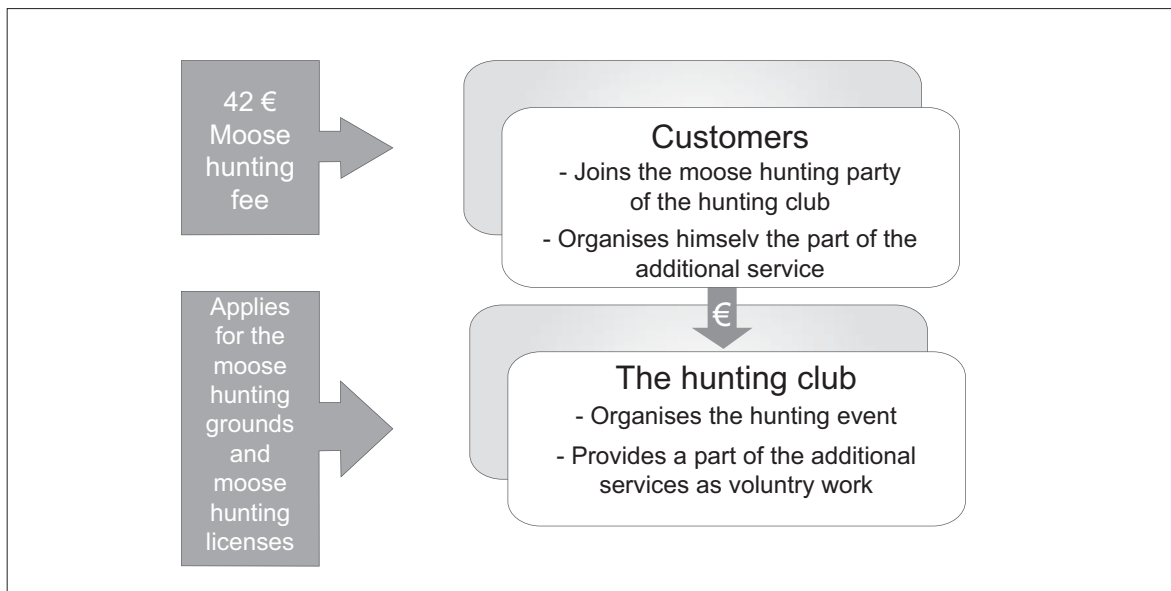 42 €
Moose
hunting
fee
Customers
- Joins the moose hunting party
of the hunting club
- Organises himselv the part of the
additional service
€
Applies
for the
moose
hunting
grounds
and
moose
hunting
licenses
The hunting club
- Organises the hunting event
- Provides a part of the additional
services as voluntry work